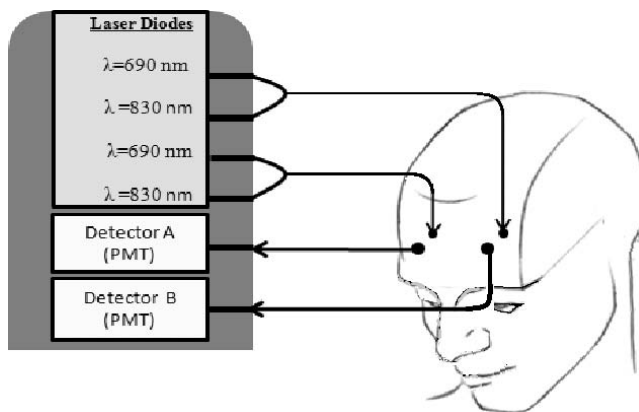 Laser Diodes
λ=690 nm
λ =830 nm
λ=690 nm
λ =830 nm
Detector A
(PMT)
Detector B
(PMT)